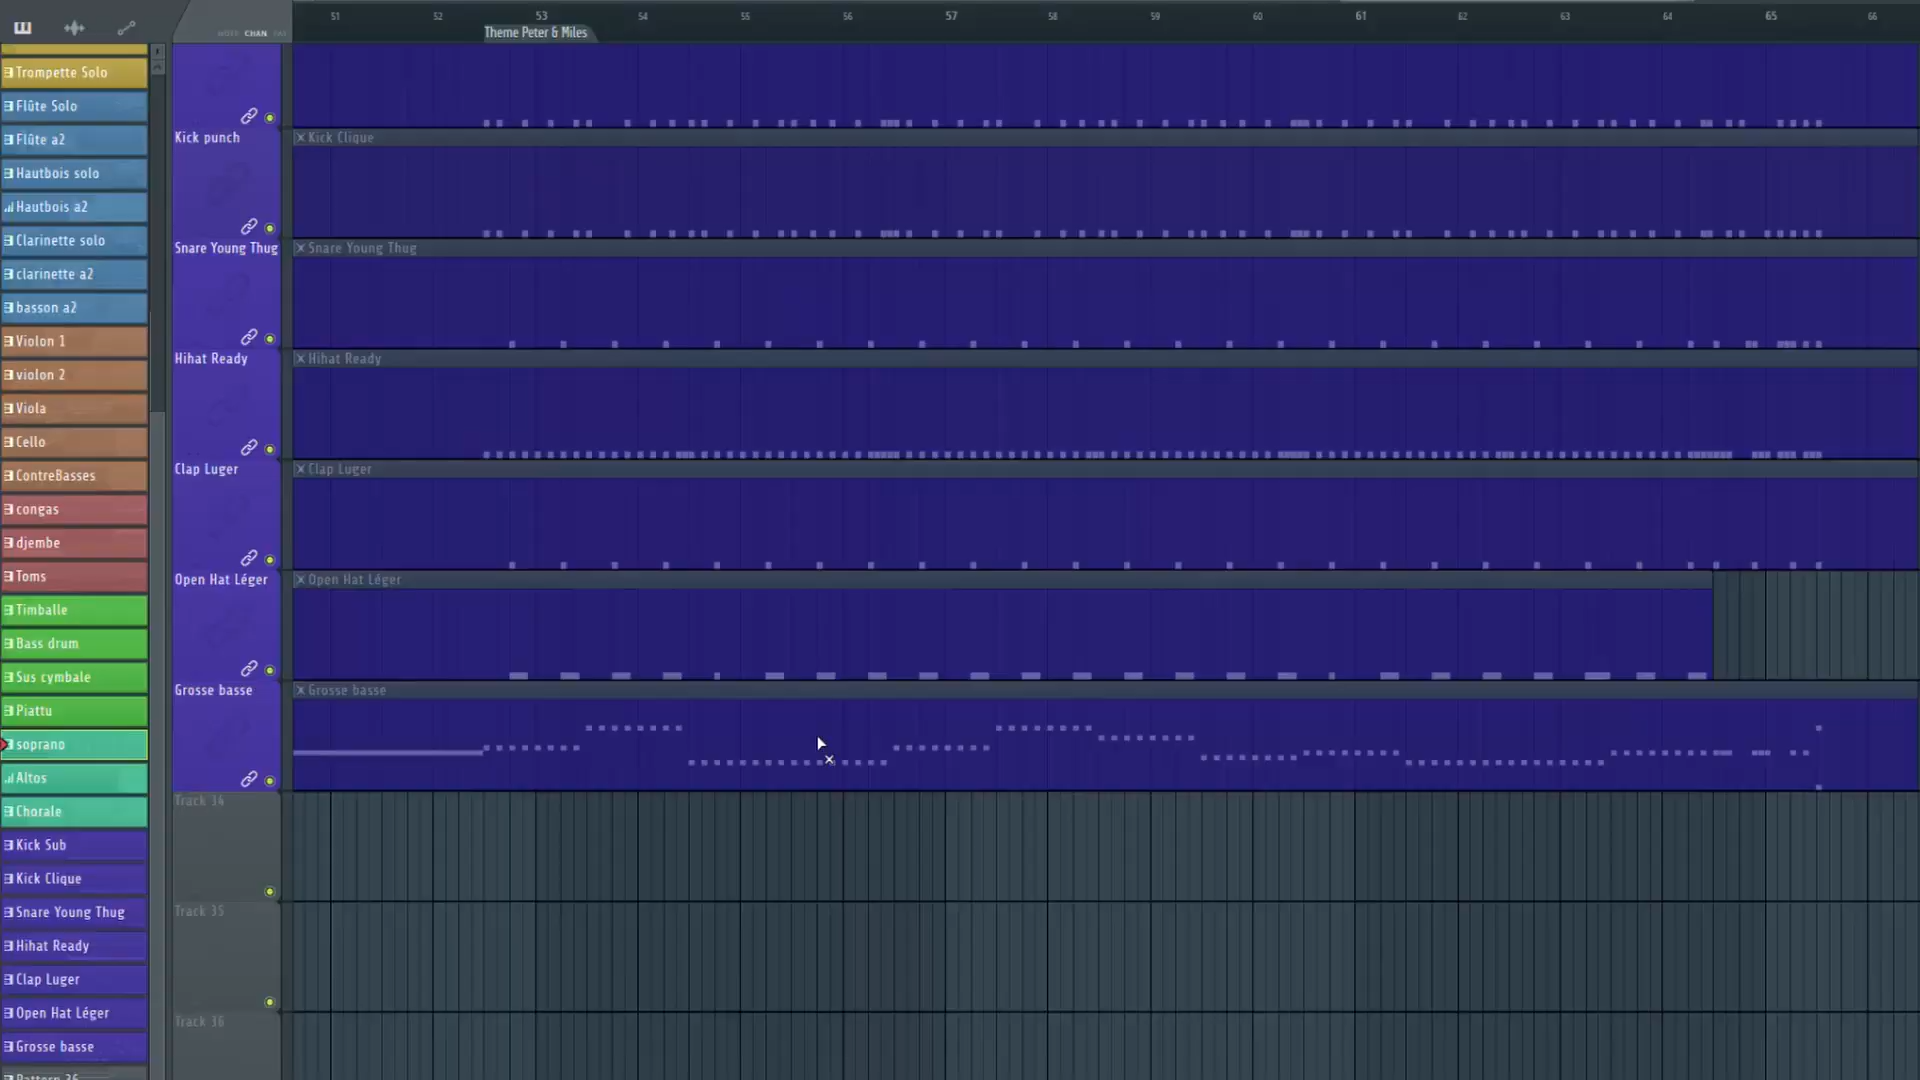 51 52 53 54 55 56 57 58 59 60 61 62 63 64 65 66
CHAN
Theme Peter & Miles
Trompette Solo
Flûte Solo
Flûte a2
Hautbois solo
Hautbois a2
Clarinette solo
clarinette a2
basson a2
Violon 1
violon 2
Viola
Cello
ContreBasses
congas
djembe
Toms
Timballe
Bass drum
Sus cymbale
Piattu
soprano
Altos
Chorale
Kick Sub
Kick Clique
Snare Young Thug
Hihat Ready
Clap Luger
Open Hat Léger
Grosse basse
Pattern 36
Kick punch
Kick Clique
Snare Young Thug
Snare Young Thug
Hihat Ready
Hihat Ready
Clap Luger
Clap Luger
Open Hat Léger
Open Hat Léger
Grosse basse
Grosse basse
Track 34
Track 35
Track 36